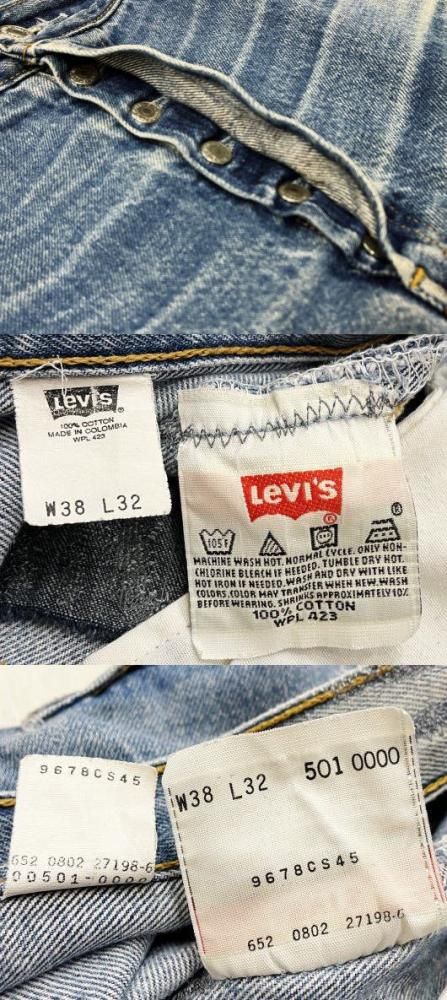 Levi's ®
100% COTTON
MADE IN COLOMBIA
WPL 423
W38 L32
LEVI'S
®
105F
®
MACHINE WASH HOT. NORMAL CYCLE. ONLY NON-
CHLORINE BLEACH IF NEEDED. TUMBLE DRY HOT.
HOT IRON IF NEEDED. WASH AND DRY WITH LIKE
COLORS. COLOR MAY TRANSFER WHEN NEW. WASH
BEFORE WEARING. SHRINKS APPROXIMATELY 10%
100% COTTON
WPL 423
9678CS45
652 0802 27198-6
W38 L32 501 0000
9678CS45
652 0802 27198-6